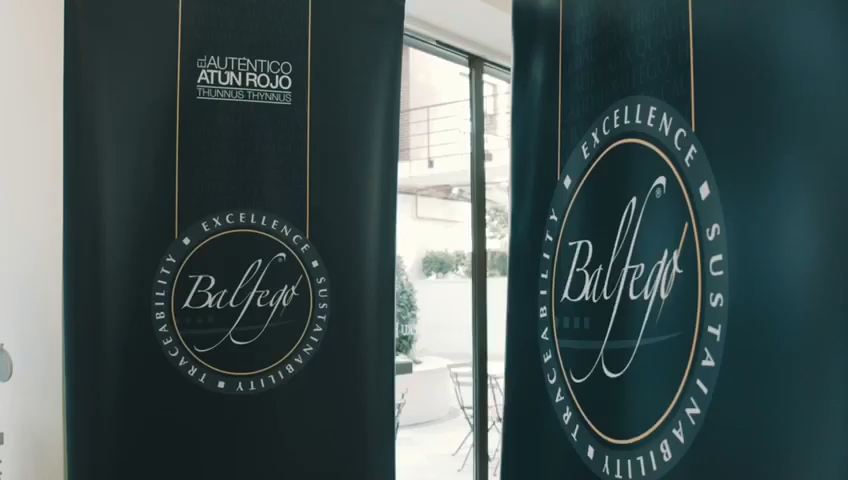 El AUTÉNTICO
ATÚN ROJO
THUNNUS THYNNUS
EXCELLENCE
SUSTAINABILITY
TRACEABILITY
Balfegó
EXCELLENCE
SUSTAINABILITY
TRACEABILITY
Balfegó
®